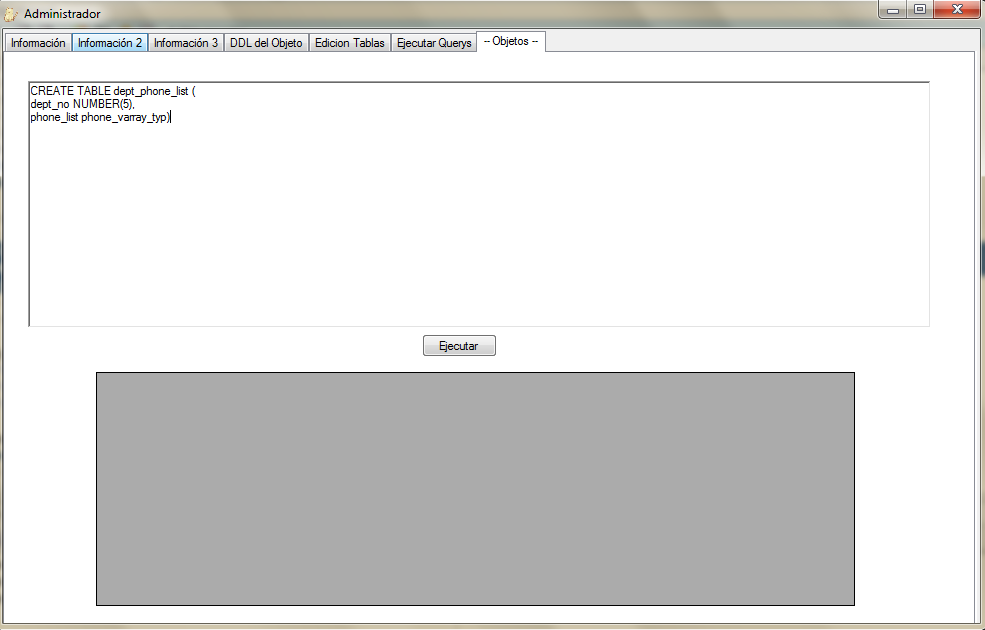 Administrador
Información Información 2 Información 3 DDL del Objeto Edicion Tablas Ejecutar Querys -- Objetos --
CREATE TABLE dept_phone_list (
dept_no NUMBER(5),
phone_list phone_varray_typ)
Ejecutar